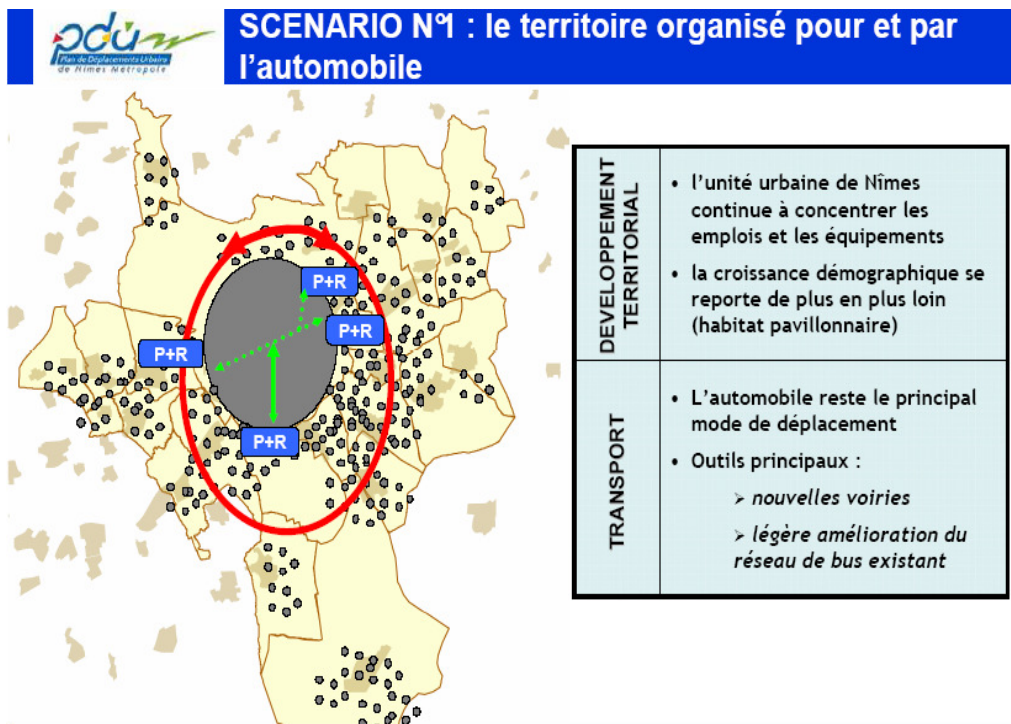 pdu
Plan de Déplacements Urbains
de Nîmes Métropole
SCENARIO N°1 : le territoire organisé pour et par
l’automobile
P+R
P+R
P+R
P+R
DEVELOPPEMENT
TERRITORIAL
• l’unité urbaine de Nîmes
continue à concentrer les
emplois et les équipements
• la croissance démographique se
reporte de plus en plus loin
(habitat pavillonnaire)
TRANSPORT
• L’automobile reste le principal
mode de déplacement
• Outils principaux :
➢ nouvelles voiries
➢ légère amélioration du
réseau de bus existant